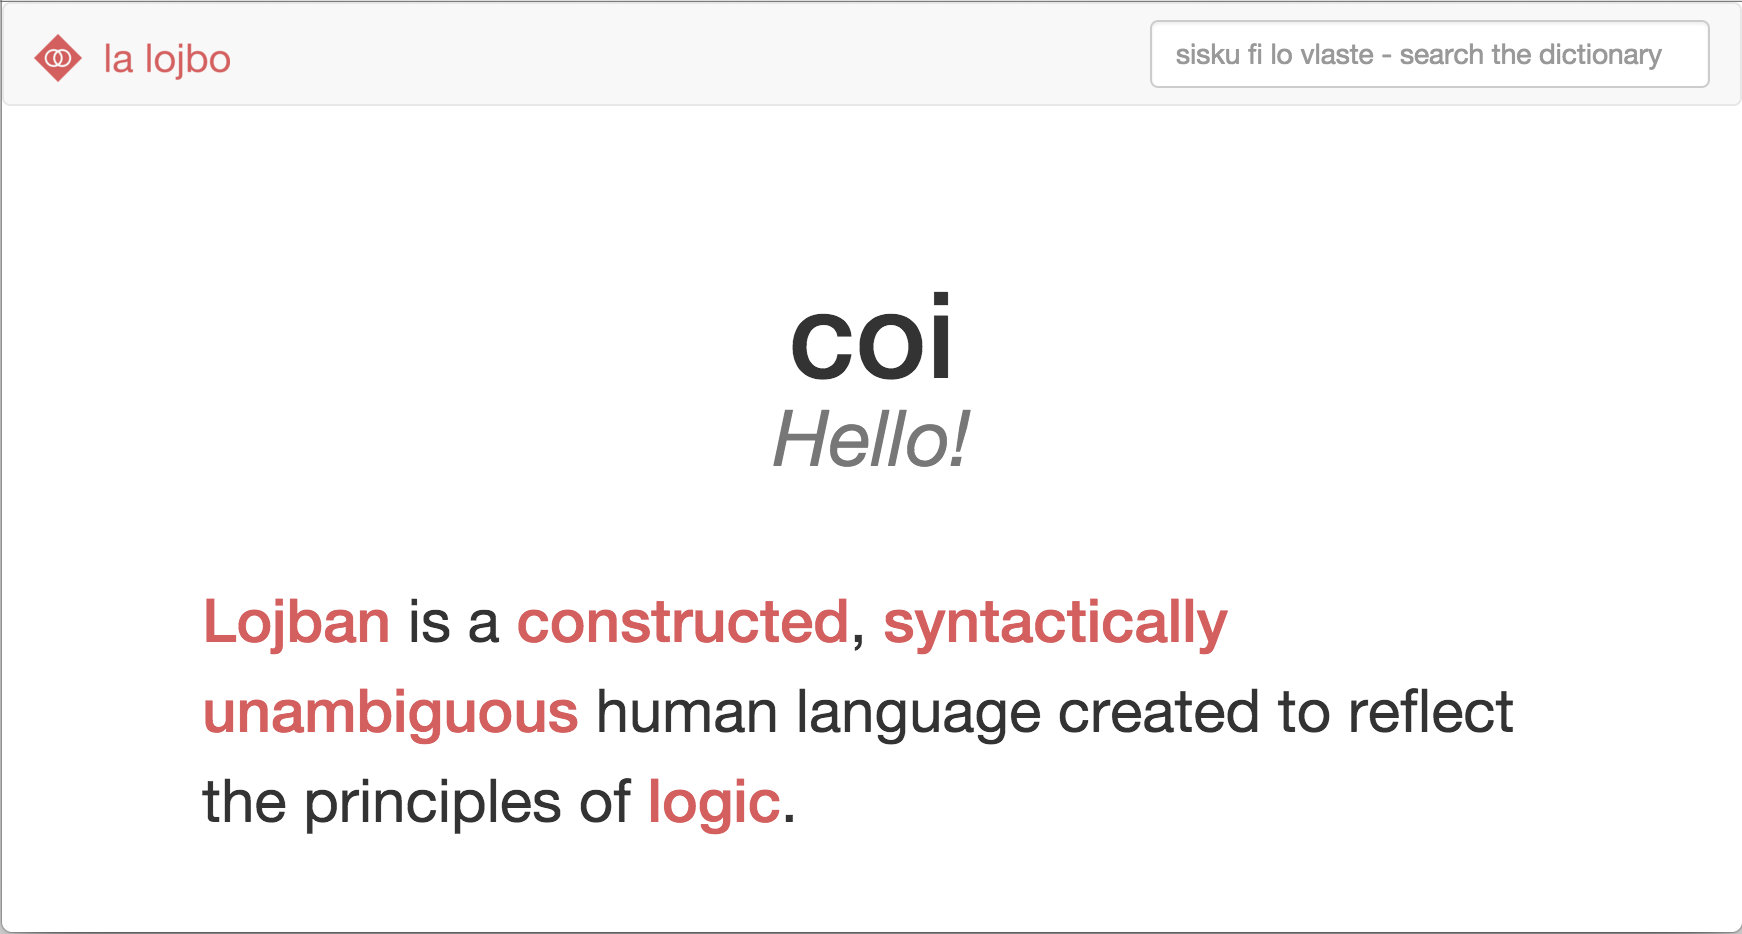 la lojbo
sisku fi lo vlaste - search the dictionary
coi
Hello!
Lojban is a constructed, syntactically
unambiguous human language created to reflect
the principles of logic.